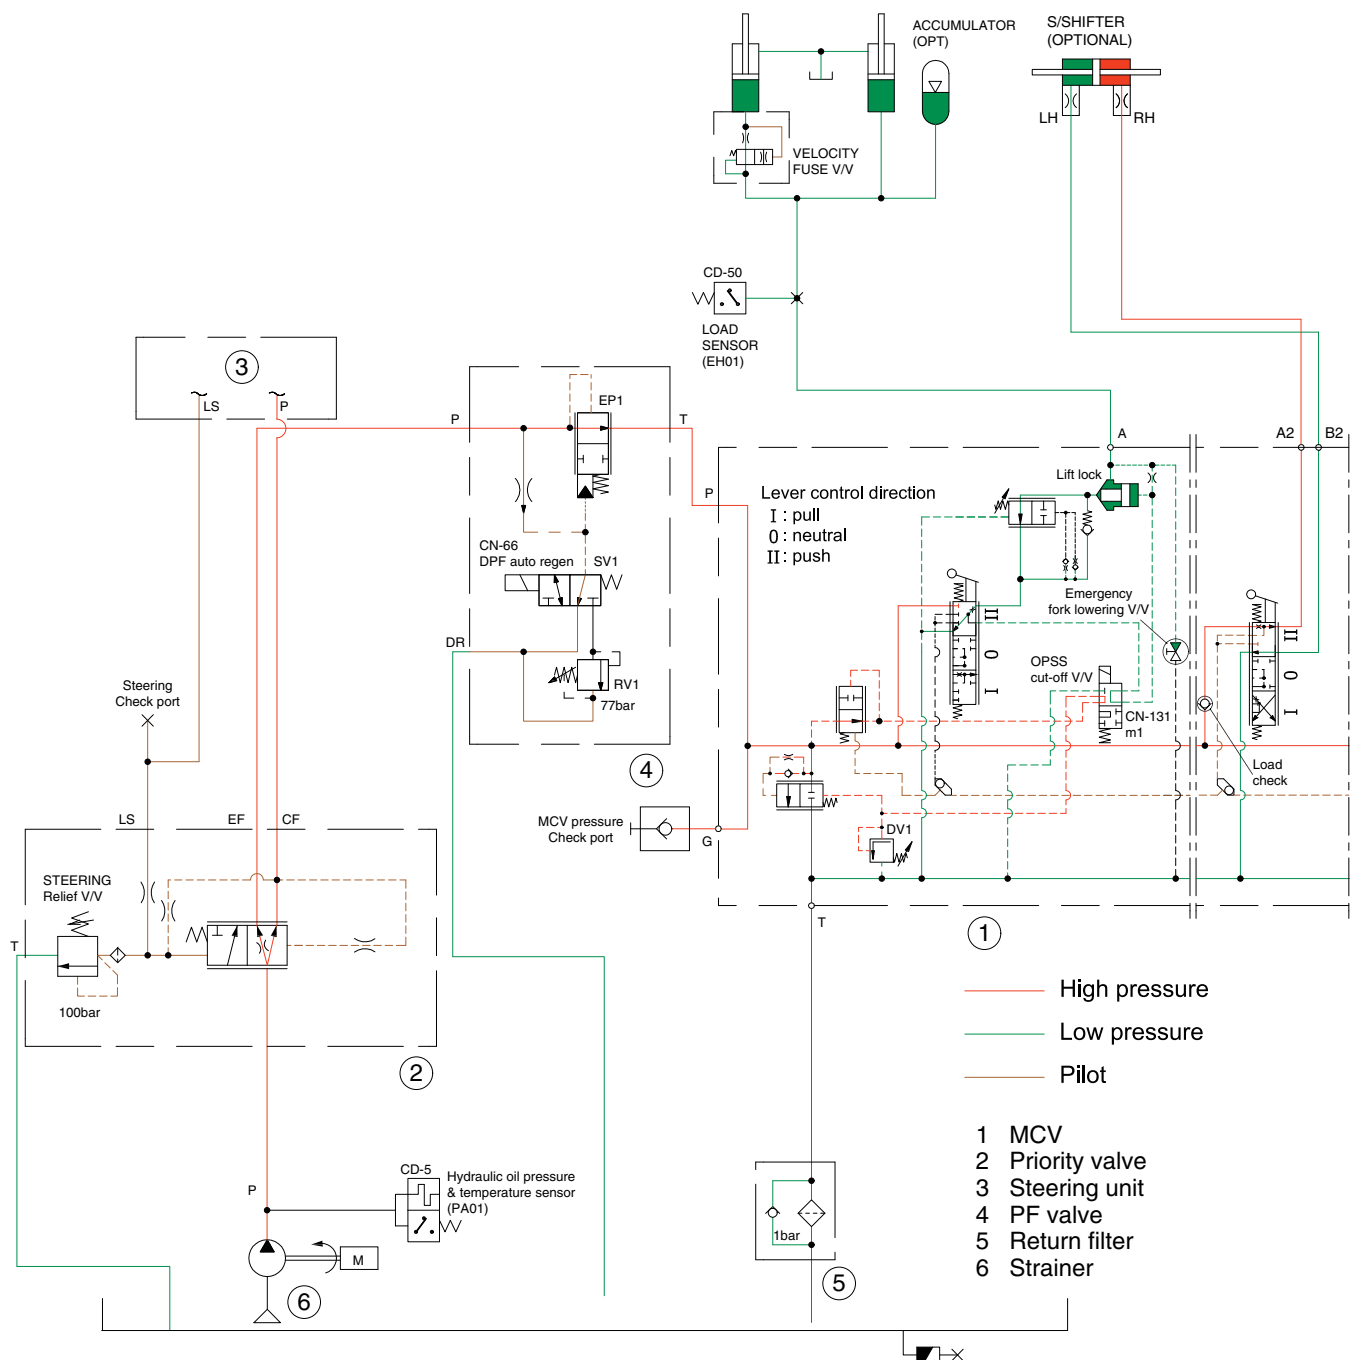 ACCUMULATOR
(OPT)
S/SHIFTER
(OPTIONAL)
LH
RH
VELOCITY
FUSE V/V
CD-50
LOAD
SENSOR
(EH01)
3
LS
P
P
EP1
T
A
A2
B2
Lift lock
P
Lever control direction
I : pull
0 : neutral
II : push
CN-66
DPF auto regen
SV1
Emergency
fork lowering V/V
II
0
I
II
0
I
DR
OPSS
cut-off V/V
RV1
77bar
CN-131
m1
Steering
Check port
4
Load
check
LS
EF
CF
MCV pressure
Check port
G
DV1
STEERING
Relief V/V
T
T
1
100bar
2
High pressure
Low pressure
Pilot
1 MCV
2 Priority valve
3 Steering unit
4 PF valve
5 Return filter
6 Strainer
CD-5
Hydraulic oil pressure
& temperature sensor
(PA01)
P
M
6
1bar
5